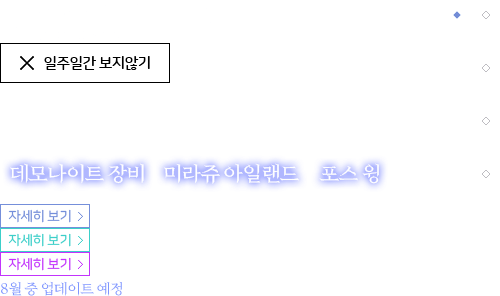 일주일간 보지않기
데모나이트 장비 미라쥬 아일랜드 포스 윙
자세히 보기
자세히 보기
자세히 보기
8월 중 업데이트 예정